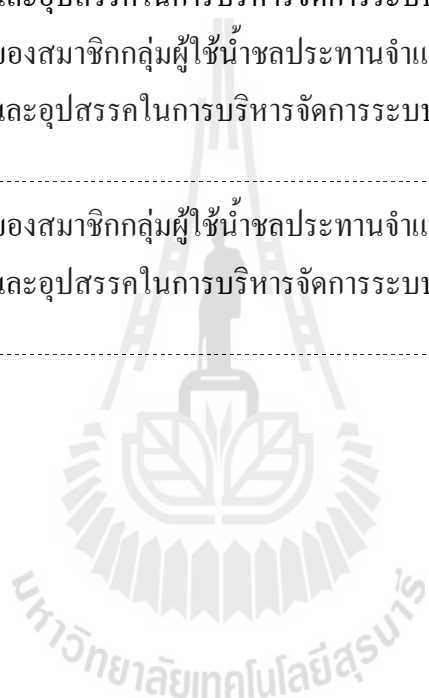 และอุปสรรคในการบริหารจัดการระบบ
ของสมาชิกกลุ่มผู้ใช้น้ำชลประทานจำแ
และอุปสรรคในการบริหารจัดการระบบ
ของสมาชิกกลุ่มผู้ใช้น้ำชลประทานจำแ
และอุปสรรคในการบริหารจัดการระบบ
มหาวิทยาลัยเทคโนโลยีสุรนารี